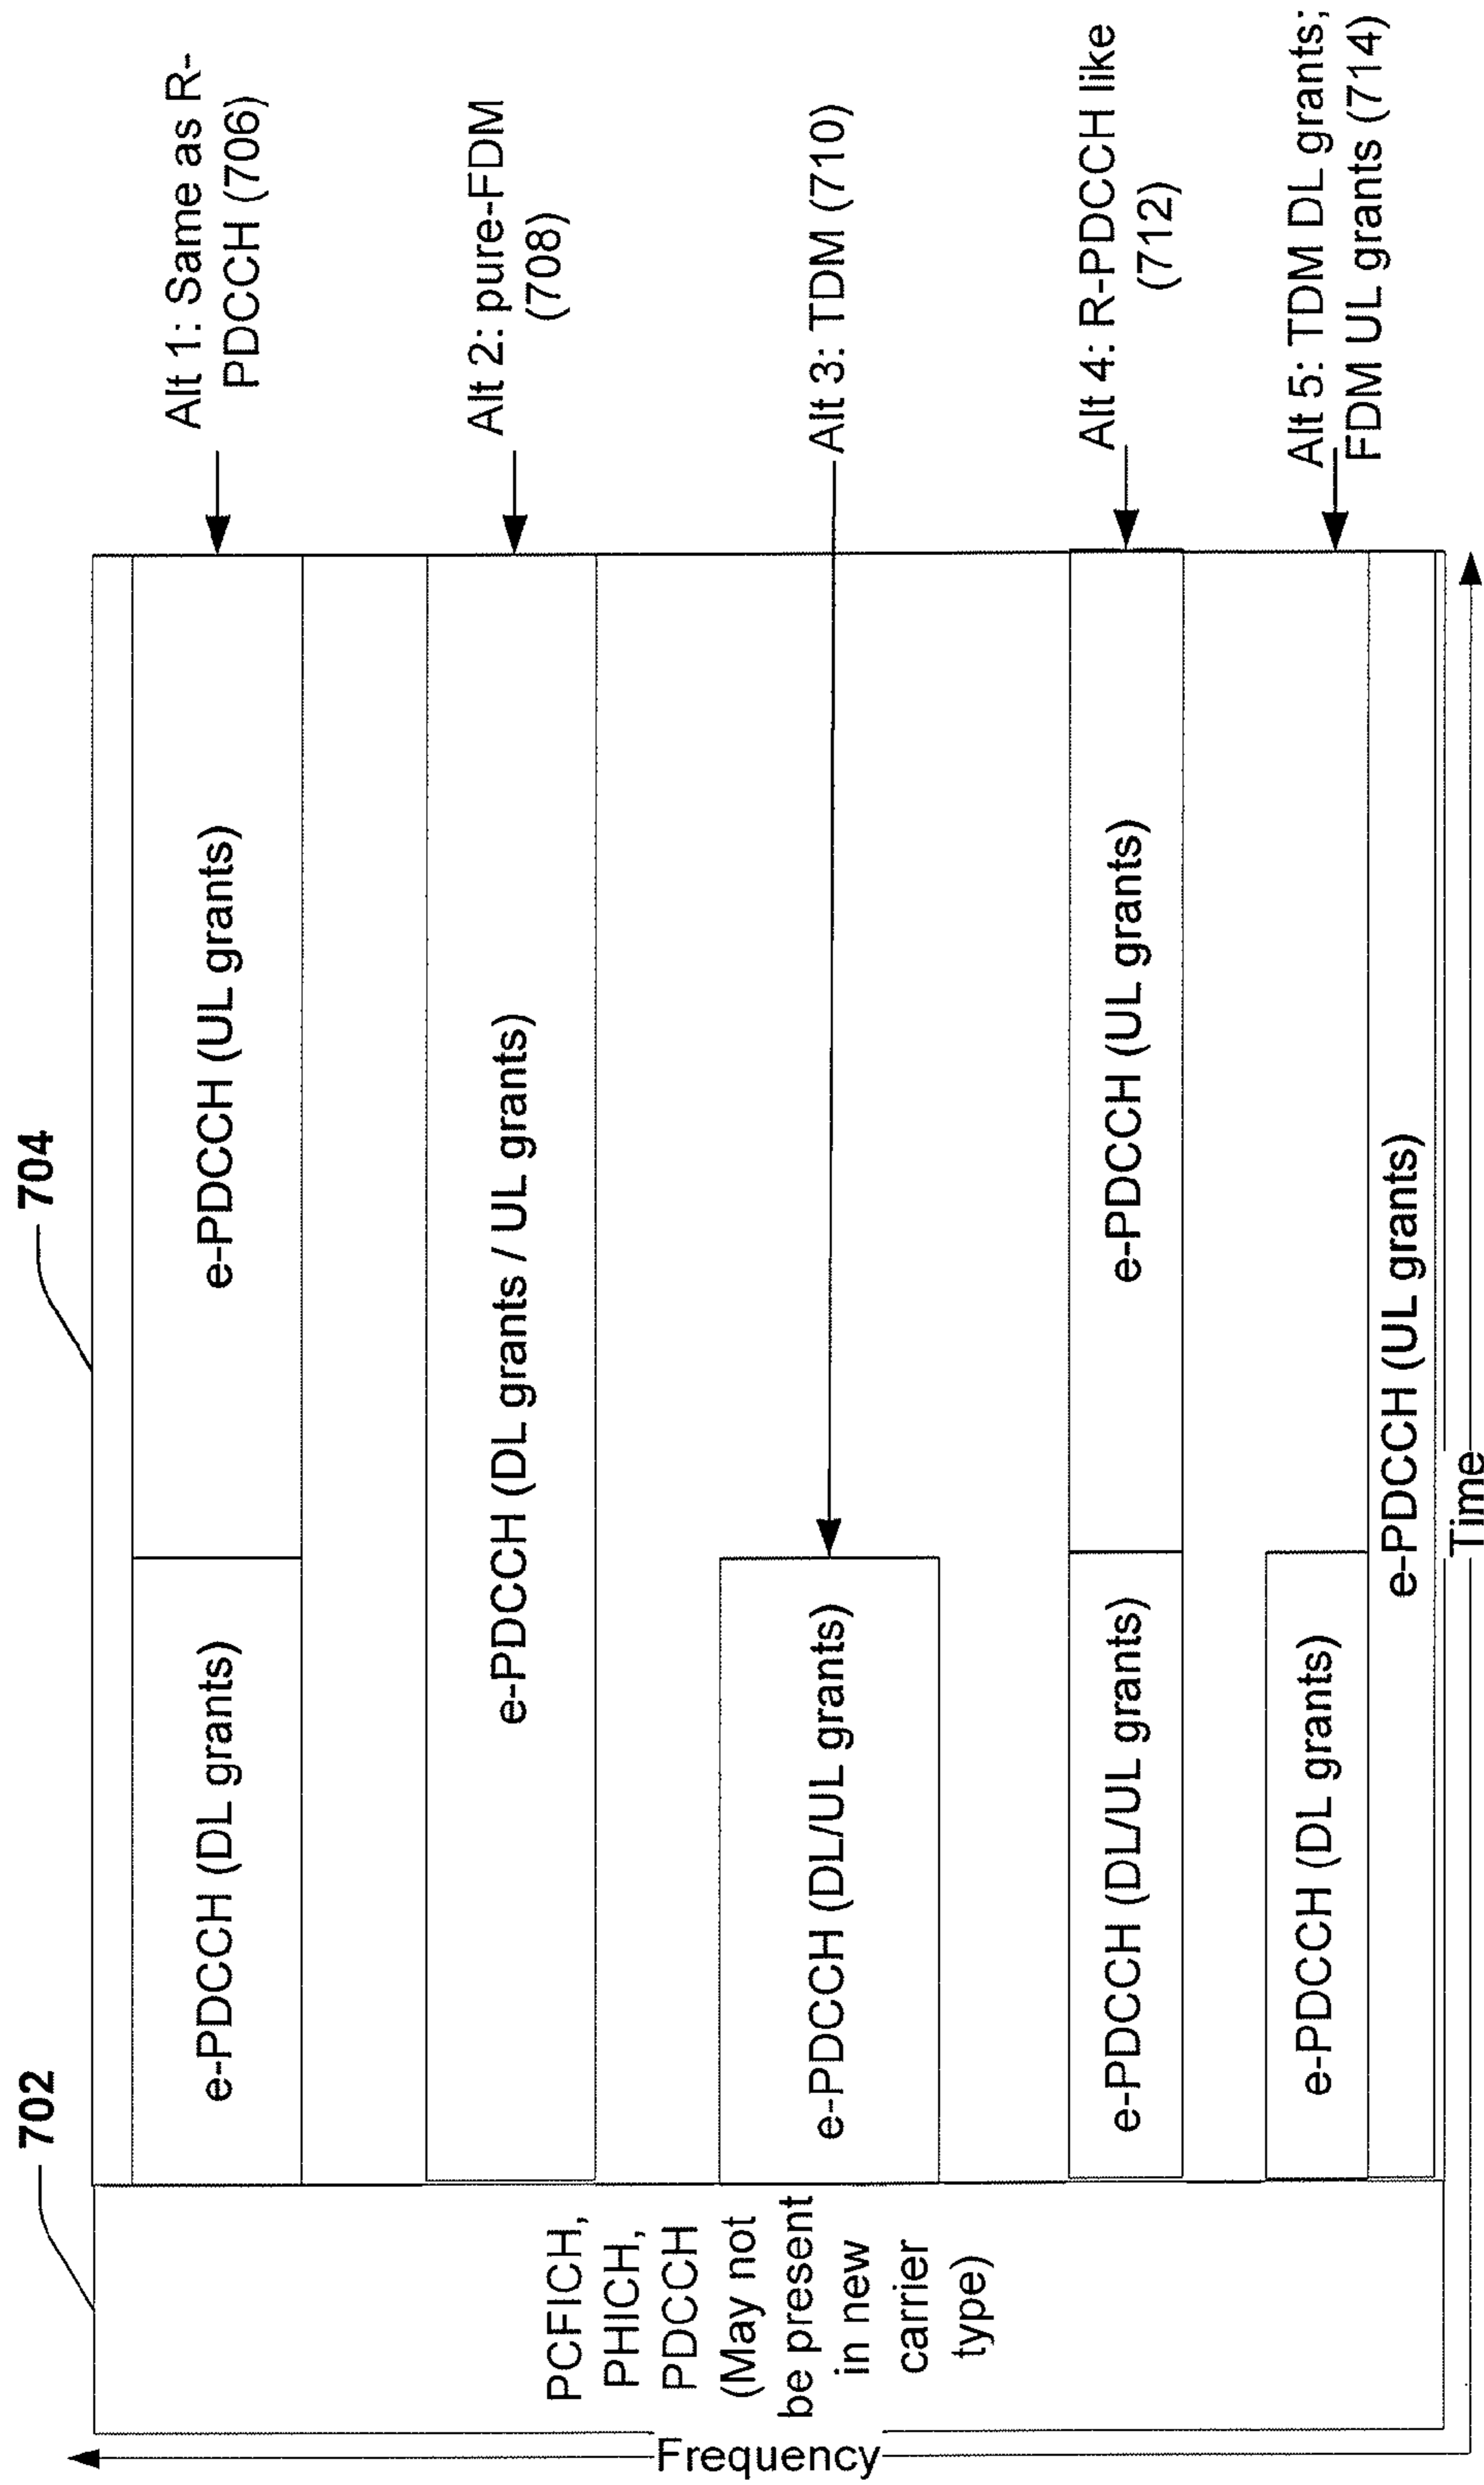 702
704
PCFICH,
PHICH,
PDCCH
(May not
be present
in new
carrier
type)
e-PDCCH (DL grants)
e-PDCCH (UL grants)
Alt 1: Same as R-
PDCCH (706)
e-PDCCH (DL grants / UL grants)
Alt 2: pure-FDM
(708)
e-PDCCH (DL/UL grants)
Alt 3: TDM (710)
e-PDCCH (DL/UL grants)
e-PDCCH (UL grants)
Alt 4: R-PDCCH like
(712)
e-PDCCH (DL grants)
e-PDCCH (UL grants)
Alt 5: TDM DL grants;
FDM UL grants (714)
Frequency
Time